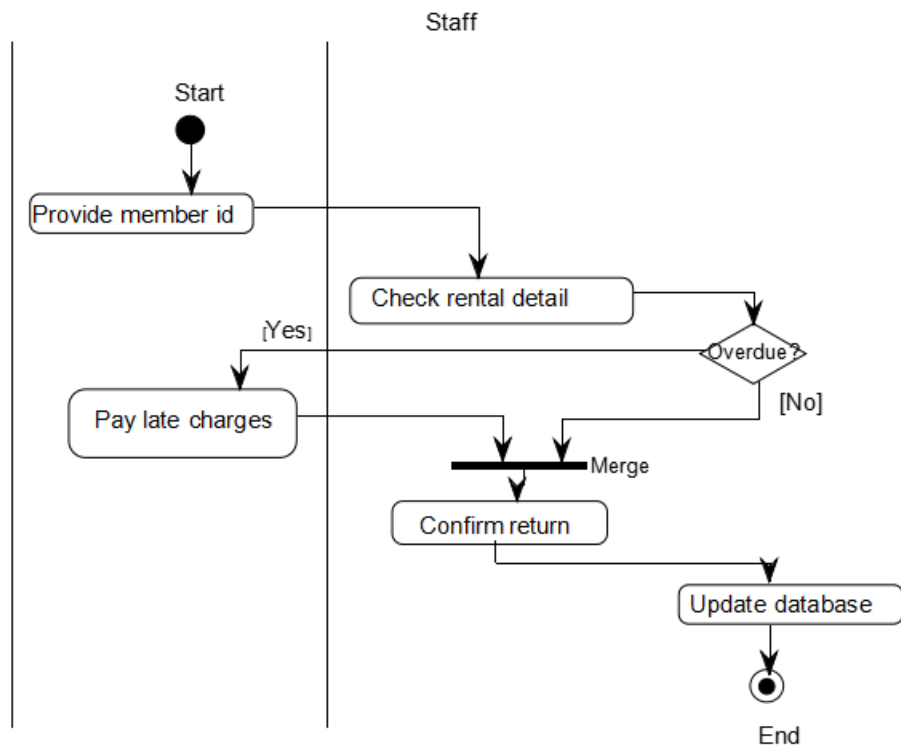 Staff
Start
Provide member id
Check rental detail
[Yes]
Overdue?
Pay late charges
[No]
Merge
Confirm return
Update database
End